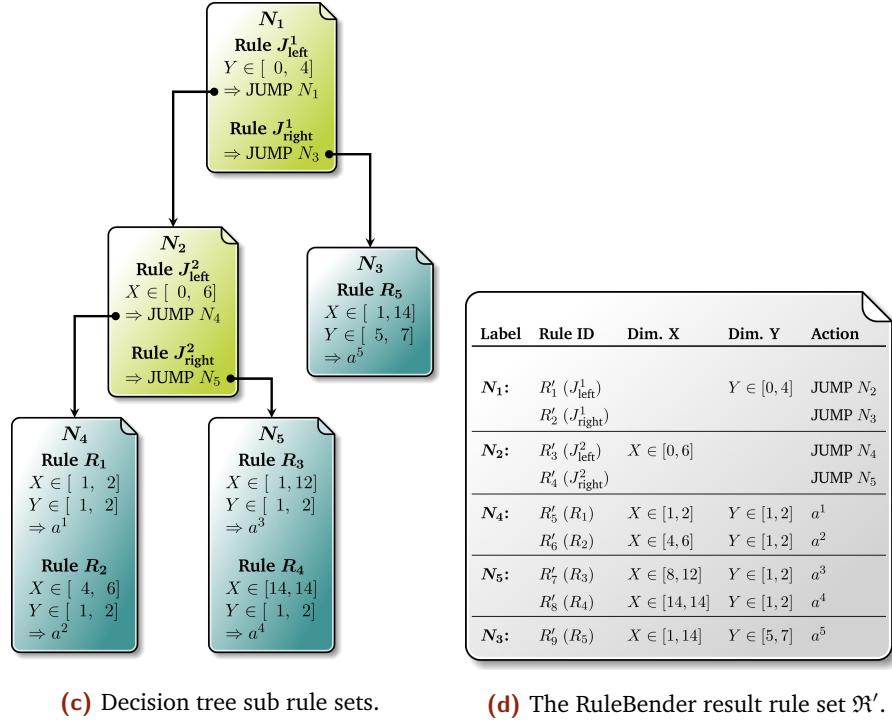 N₁
Rule J¹left
Y ∈ [ 0, 4]
⇒ JUMP N₁
Rule J¹right
⇒ JUMP N₃
N₂
Rule J²left
X ∈ [ 0, 6]
⇒ JUMP N₄
Rule J²right
⇒ JUMP N₅
N₃
Rule R₅
X ∈ [ 1,14]
Y ∈ [ 5, 7]
⇒ a⁵
N₄
Rule R₁
X ∈ [ 1, 2]
Y ∈ [ 1, 2]
⇒ a¹
Rule R₂
X ∈ [ 4, 6]
Y ∈ [ 1, 2]
⇒ a²
N₅
Rule R₃
X ∈ [ 1,12]
Y ∈ [ 1, 2]
⇒ a³
Rule R₄
X ∈ [14,14]
Y ∈ [ 1, 2]
⇒ a⁴
(c) Decision tree sub rule sets.
Label Rule ID Dim. X Dim. Y Action
N₁: R′₁ (J¹left) Y ∈ [0, 4] JUMP N₂
R′₂ (J¹right) JUMP N₃
N₂: R′₃ (J²left) X ∈ [0, 6] JUMP N₄
R′₄ (J²right) JUMP N₅
N₄: R′₅ (R₁) X ∈ [1, 2] Y ∈ [1, 2] a¹
R′₆ (R₂) X ∈ [4, 6] Y ∈ [1, 2] a²
N₅: R′₇ (R₃) X ∈ [8, 12] Y ∈ [1, 2] a³
R′₈ (R₄) X ∈ [14, 14] Y ∈ [1, 2] a⁴
N₃: R′₉ (R₅) X ∈ [1, 14] Y ∈ [5, 7] a⁵
(d) The RuleBender result rule set ℜ′.